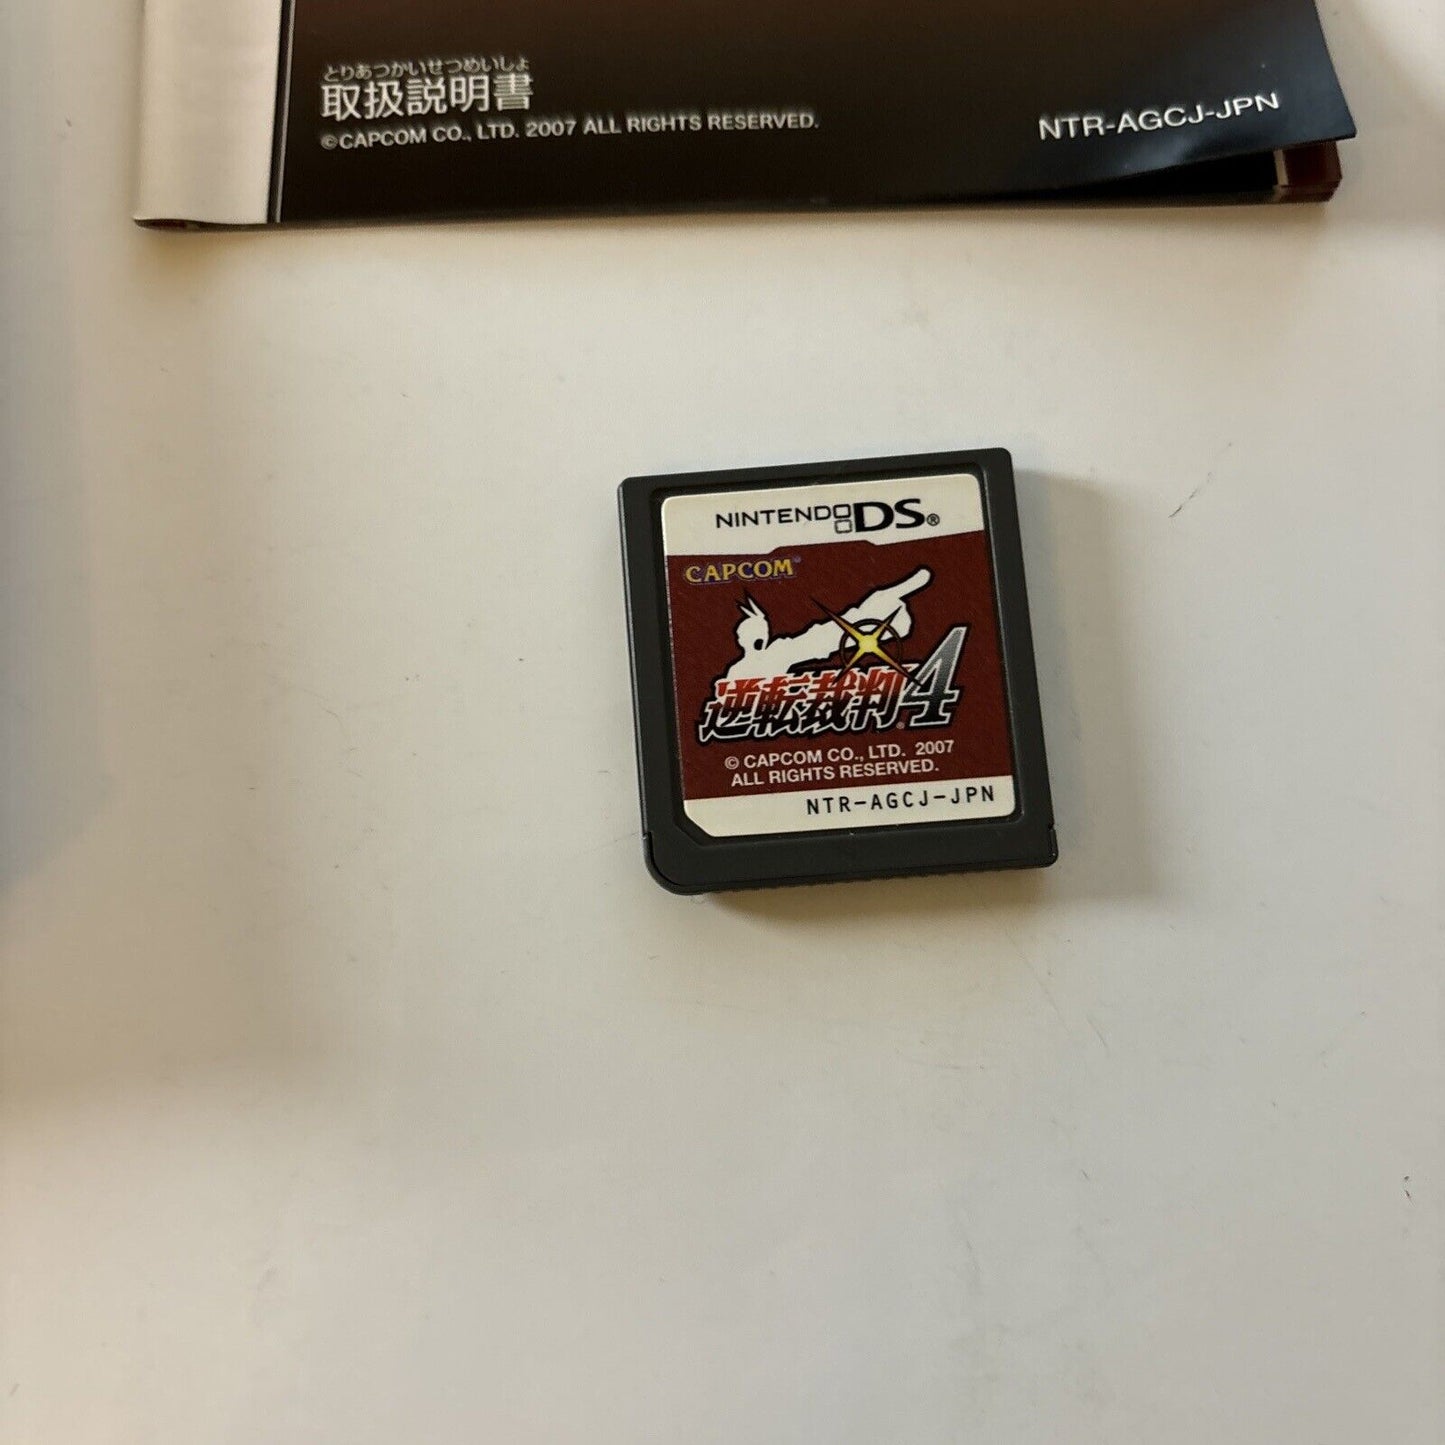 とりあつかいせつめいしょ
取扱説明書
©CAPCOM CO., LTD. 2007 ALL RIGHTS RESERVED.
NTR-AGCJ-JPN
NINTENDO DS®
CAPCOM®
逆転裁判4
© CAPCOM CO., LTD. 2007
ALL RIGHTS RESERVED.
NTR-AGCJ-JPN